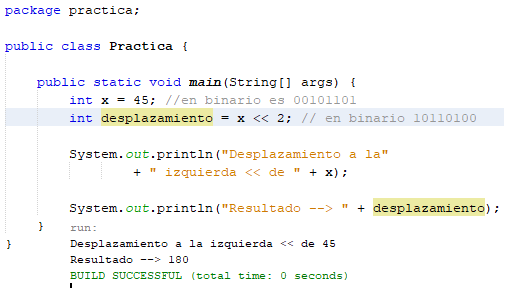 package practica;
public class Practica {
public static void main(String[] args) {
int x = 45; //en binario es 00101101
int desplazamiento = x << 2; // en binario 10110100
System.out.println("Desplazamiento a la"
+ " izquierda << de " + x);
System.out.println("Resultado --> " + desplazamiento);
}
}
run:
Desplazamiento a la izquierda << de 45
Resultado --> 180
BUILD SUCCESSFUL (total time: 0 seconds)